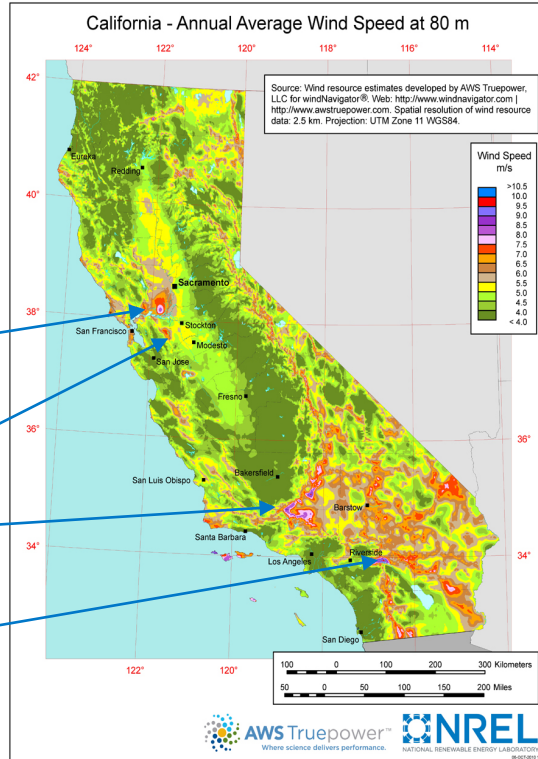 California - Annual Average Wind Speed at 80 m
124°
122°
120°
118°
116°
114°
42°
Source: Wind resource estimates developed by AWS Truepower,
LLC for windNavigator®. Web: http://www.windnavigator.com |
http://www.awstruepower.com. Spatial resolution of wind resource
data: 2.5 km. Projection: UTM Zone 11 WGS84.
Wind Speed
m/s
>10.5
10.0
9.5
9.0
8.5
8.0
7.5
7.0
6.5
6.0
5.5
5.0
4.5
4.0
< 4.0
Eureka
Redding
40°
Sacramento
38°
San Francisco
Stockton
Modesto
San Jose
Fresno
36°
36°
San Luis Obispo
Bakersfield
Barstow
34°
Santa Barbara
Los Angeles
Riverside
34°
San Diego
122°
120°
100 0 100 200 300 Kilometers
50 0 50 100 150 200 Miles
AWS Truepower™
Where science delivers performance.
NREL
NATIONAL RENEWABLE ENERGY LABORATORY